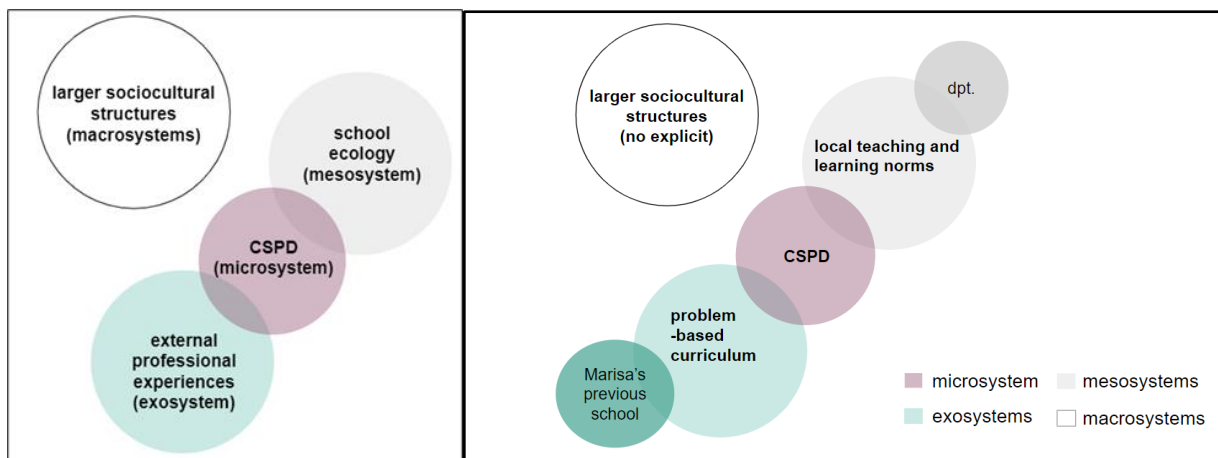 larger sociocultural
structures
(macrosystems)
school
ecology
(mesosystem)
CSPD
(microsystem)
external
professional
experiences
(exosystem)
larger sociocultural
structures
(no explicit)
dpt.
local teaching and
learning norms
CSPD
problem
-based
curriculum
Marisa's
previous
school
microsystem
mesosystems
exosystems
macrosystems